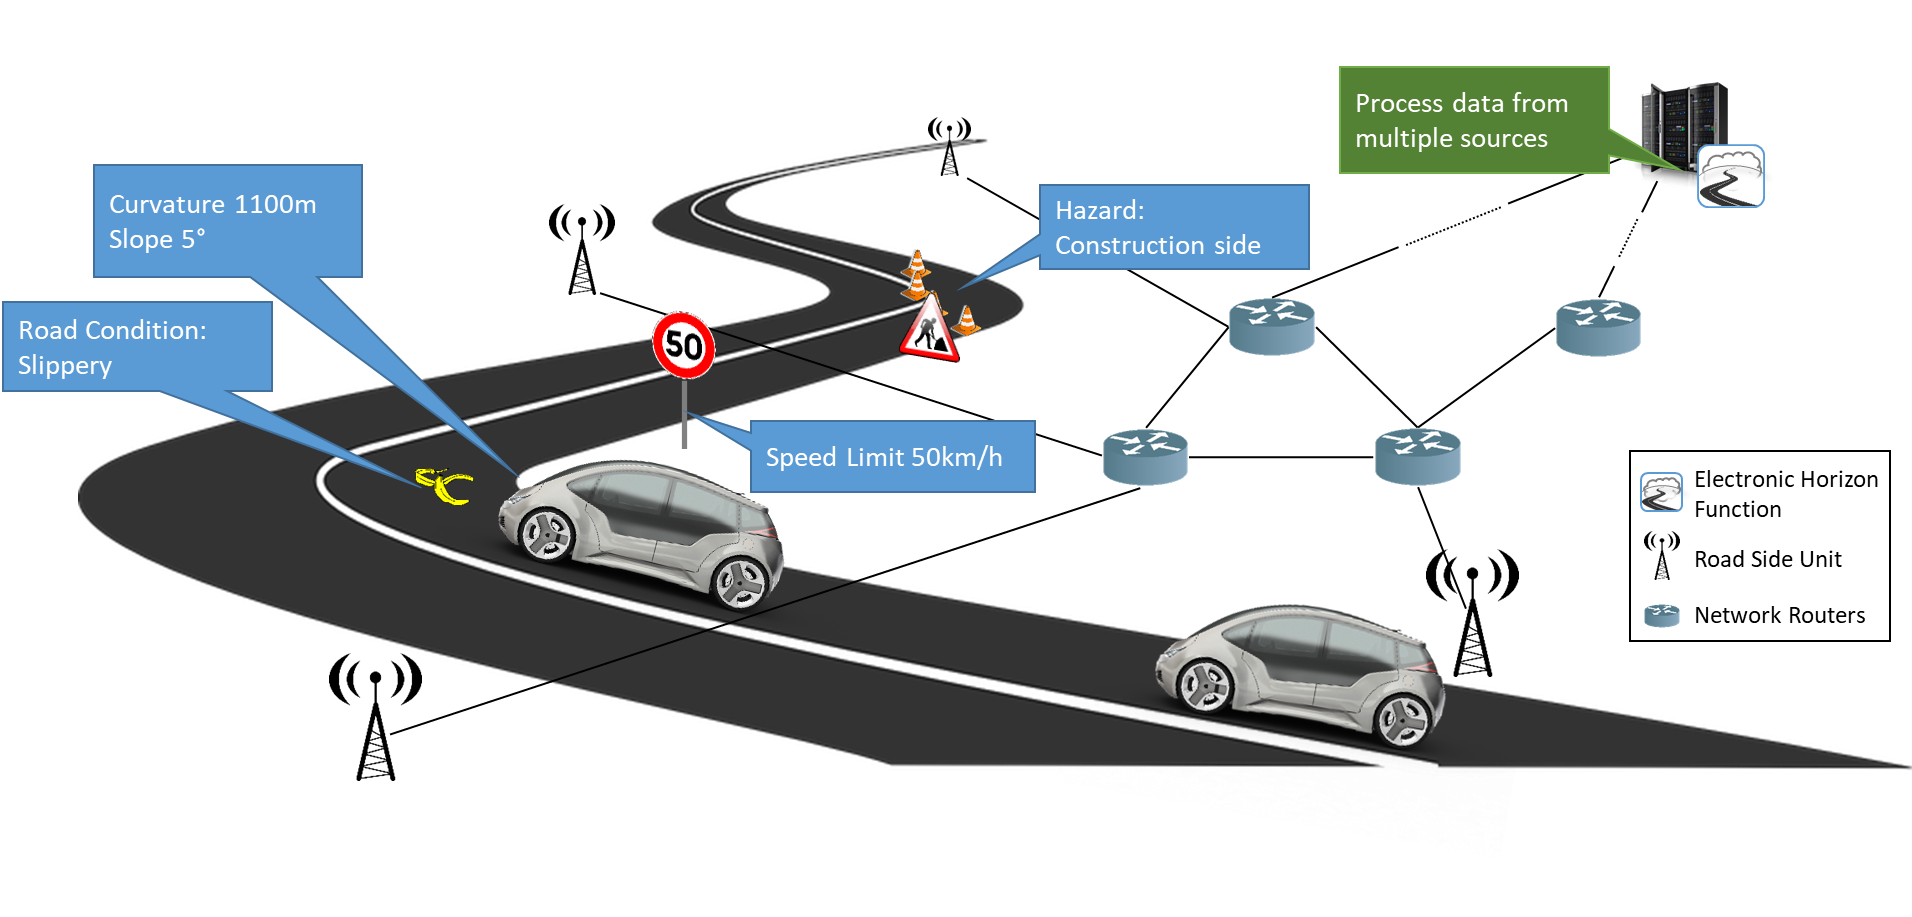 Process data from
multiple sources
Curvature 1100m
Slope 5°
Hazard:
Construction side
Road Condition:
Slippery
50
Speed Limit 50km/h
Electronic Horizon
Function
Road Side Unit
Network Routers